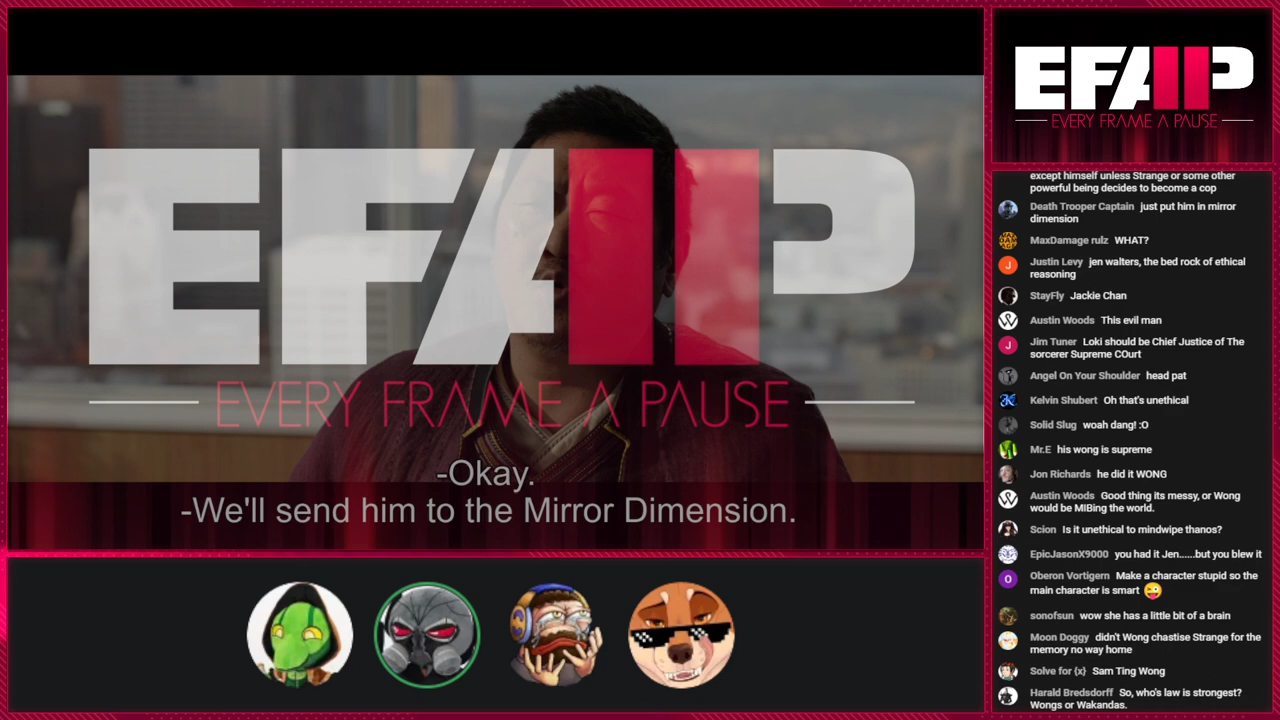 EFAP
EVERY FRAME A PAUSE
-Okay.
-We'll send him to the Mirror Dimension.
EFAP
EVERY FRAME A PAUSE
except himself unless Strange or some other
powerful being decides to become a cop
Death Trooper Captain just put him in mirror
dimension
MaxDamage rulz WHAT?
J
Justin Levy jen walters, the bed rock of ethical
reasoning
StayFly Jackie Chan
Austin Woods This evil man
J
Jim Tuner Loki should be Chief Justice of The
sorcerer Supreme COurt
Angel On Your Shoulder head pat
Kelvin Shubert Oh that's unethical
Solid Slug woah dang! :O
Mr.E his wong is supreme
Jon Richards he did it WONG
Austin Woods Good thing its messy, or Wong
would be MIBing the world.
Scion Is it unethical to mindwipe thanos?
EpicJasonX9000 you had it Jen......but you blew it
O
Oberon Vortigern Make a character stupid so the
main character is smart 😜
sonofsun wow she has a little bit of a brain
Moon Doggy didn't Wong chastise Strange for the
memory no way home
Solve for {x} Sam Ting Wong
Harald Bredsdorff So, who's law is strongest?
Wongs or Wakandas.